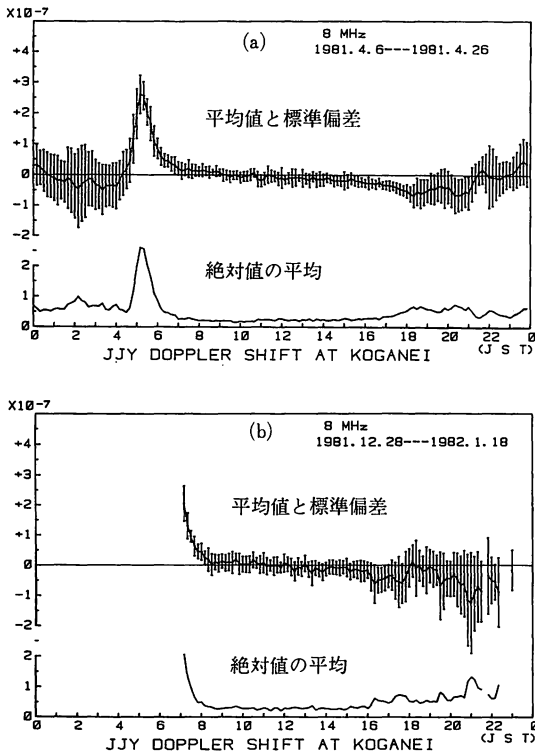 X10-7
(a)
8 MHz
1981.4.6---1981.4.26
+4
+3
平均値と標準偏差
+2
+1
0
-1
-2
絶対値の平均
2
1
0
0 2 4 6 8 10 12 14 16 18 20 22 24
JJY DOPPLER SHIFT AT KOGANEI (J S T)
X10-7
(b)
8 MHz
1981.12.28---1982.1.18
+4
+3
平均値と標準偏差
+2
+1
0
-1
-2
絶対値の平均
2
1
0
0 2 4 6 8 10 12 14 16 18 20 22 24
JJY DOPPLER SHIFT AT KOGANEI (J S T)